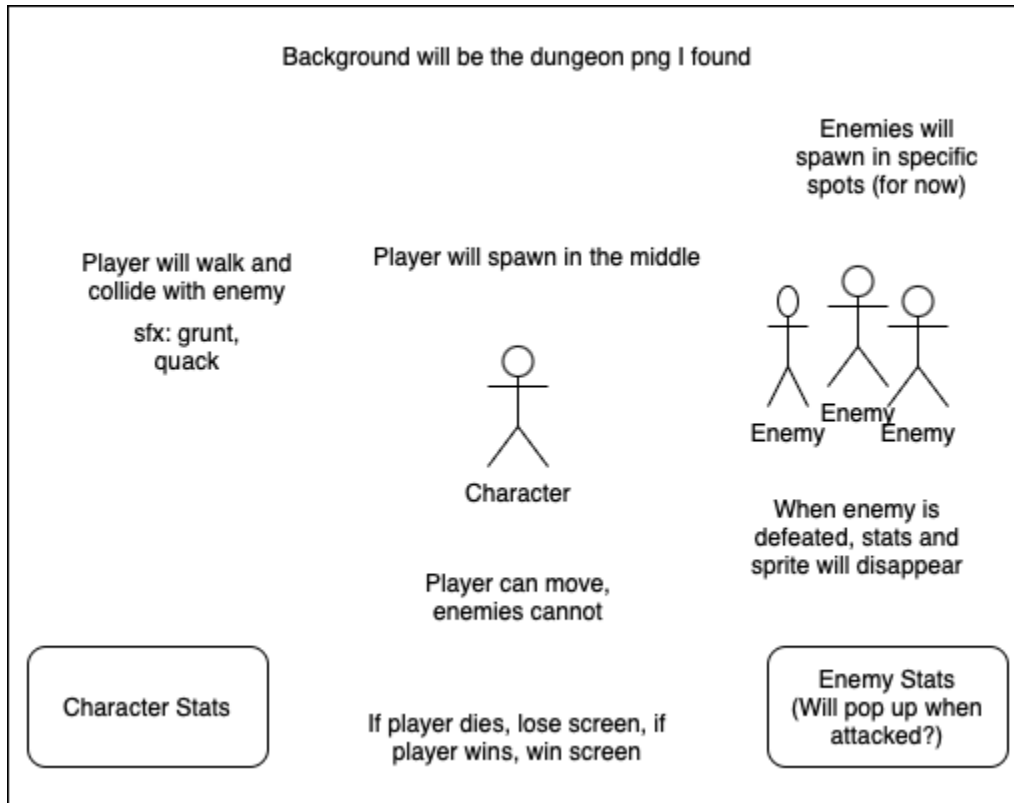 Background will be the dungeon png I found
Enemies will
spawn in specific
spots (for now)
Player will walk and
collide with enemy
sfx: grunt,
quack
Player will spawn in the middle
Character
Enemy
Enemy
Enemy
When enemy is
defeated, stats and
sprite will disappear
Player can move,
enemies cannot
Character Stats
If player dies, lose screen, if
player wins, win screen
Enemy Stats
(Will pop up when
attacked?)